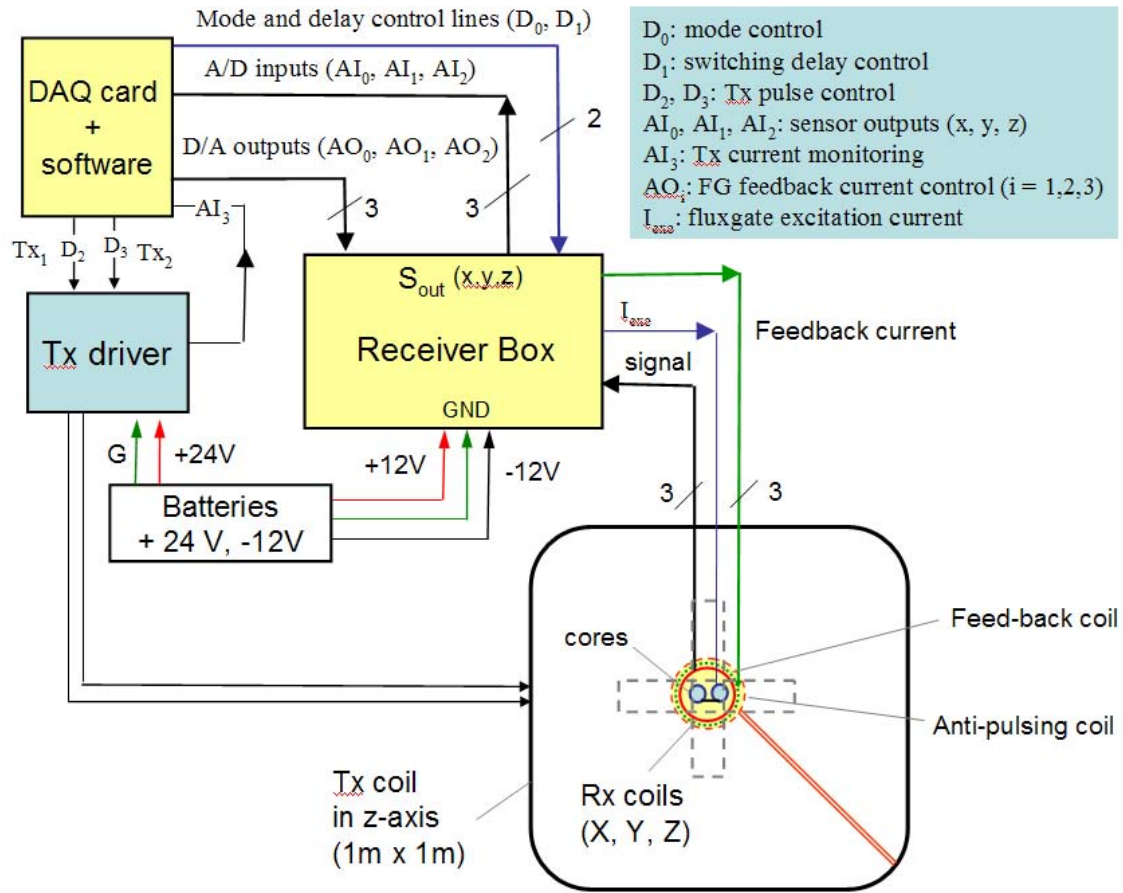 Mode and delay control lines (D0, D1)
A/D inputs (AI0, AI1, AI2)
DAQ card
+
software
D/A outputs (AO0, AO1, AO2)
2
3
3
AI3
Tx1 D2 D3 Tx2
D0: mode control
D1: switching delay control
D2, D3: Tx pulse control
AI0, AI1, AI2: sensor outputs (x, y, z)
AI3: Tx current monitoring
AOi: FG feedback current control (i = 1,2,3)
Iexe: fluxgate excitation current
Tx driver
Sout (x,y,z)
Receiver Box
GND
Iexe
signal
Feedback current
G
+24V
+12V
-12V
Batteries
+ 24 V, -12V
3
3
cores
Feed-back coil
Anti-pulsing coil
Tx coil
in z-axis
(1m x 1m)
Rx coils
(X, Y, Z)